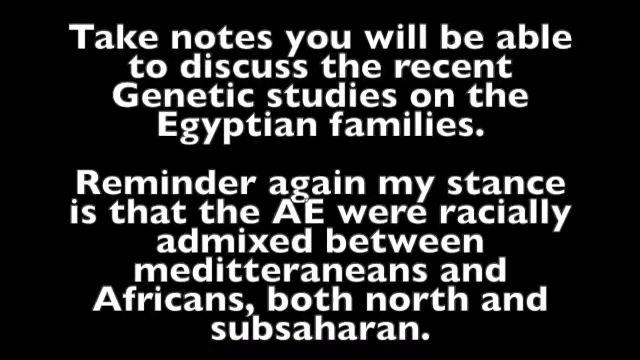 Take notes you will be able
to discuss the recent
Genetic studies on the
Egyptian families.
Reminder again my stance
is that the AE were racially
admixed between
meditteraneans and
Africans, both north and
subsaharan.